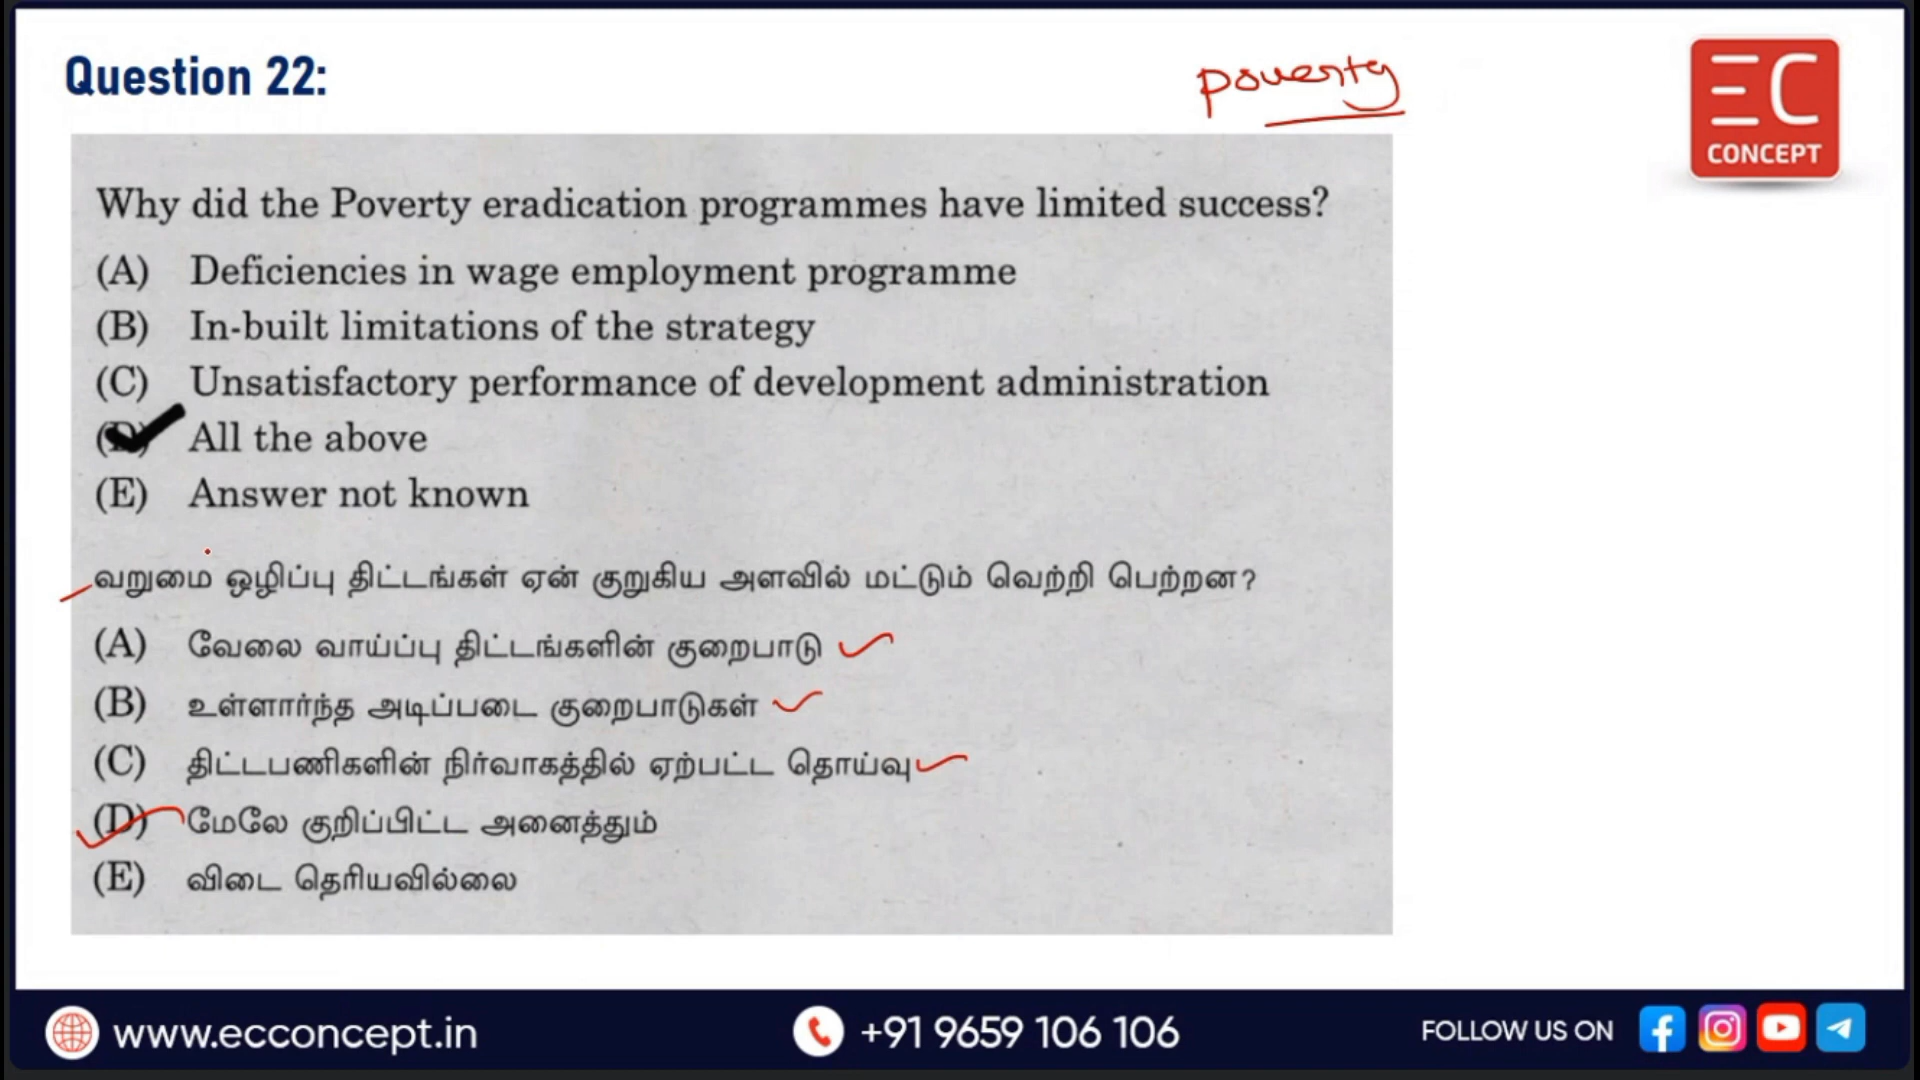 Question 22:
poverty
EC
CONCEPT
Why did the Poverty eradication programmes have limited success?
(A) Deficiencies in wage employment programme
(B) In-built limitations of the strategy
(C) Unsatisfactory performance of development administration
(D) All the above
(E) Answer not known
வறுமை ஒழிப்பு திட்டங்கள் ஏன் குறுகிய அளவில் மட்டும் வெற்றி பெற்றன?
(A) வேலை வாய்ப்பு திட்டங்களின் குறைபாடு
(B) உள்ளார்ந்த அடிப்படை குறைபாடுகள்
(C) திட்டபணிகளின் நிர்வாகத்தில் ஏற்பட்ட தொய்வு
(D) மேலே குறிப்பிட்ட அனைத்தும்
(E) விடை தெரியவில்லை
www.ecconcept.in
+91 9659 106 106
FOLLOW US ON